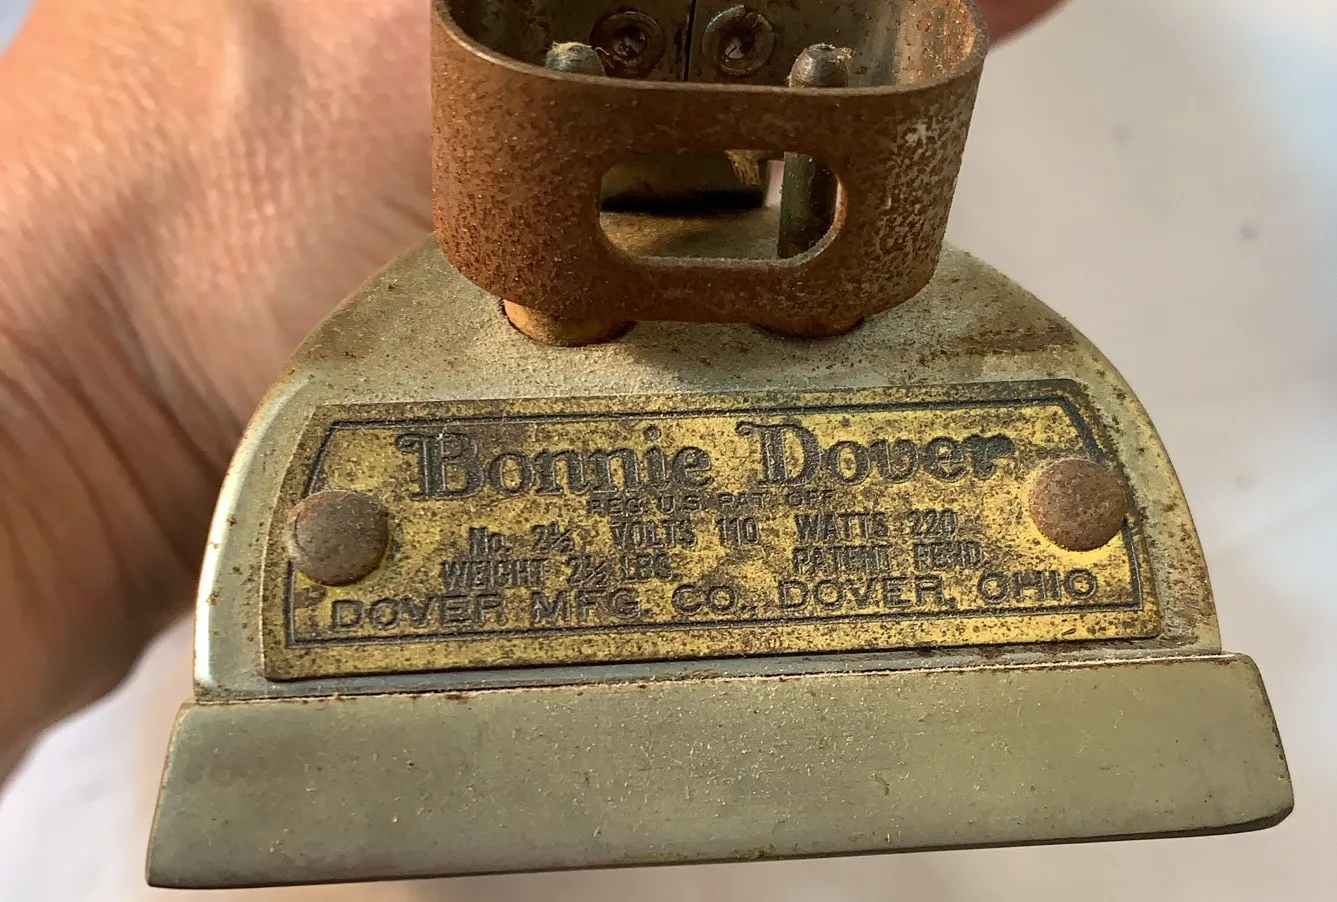 Bonnie Dover
REG. U.S. PAT. OFF.
No. 2½ VOLTS 110 WATTS 220
WEIGHT 2½ LBS. PATENT PEND.
DOVER MFG. CO., DOVER, OHIO